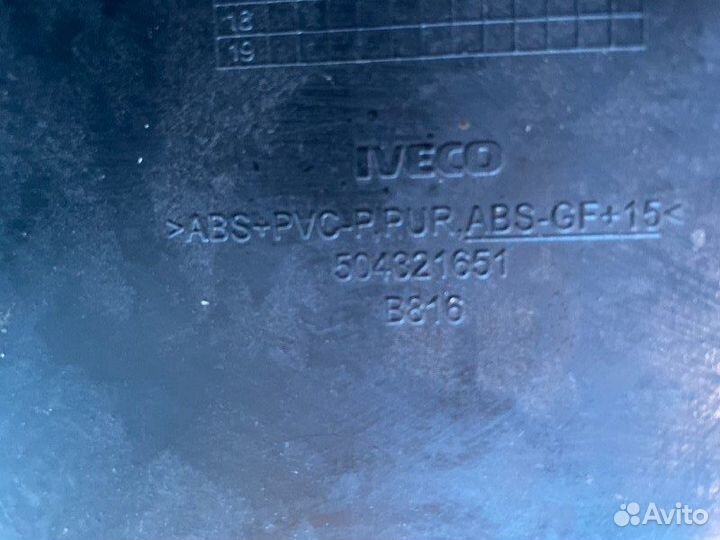 18
19
IVECO
>ABS+PVC-P.PUR.ABS-GF+15<
504321651
B816
Avito